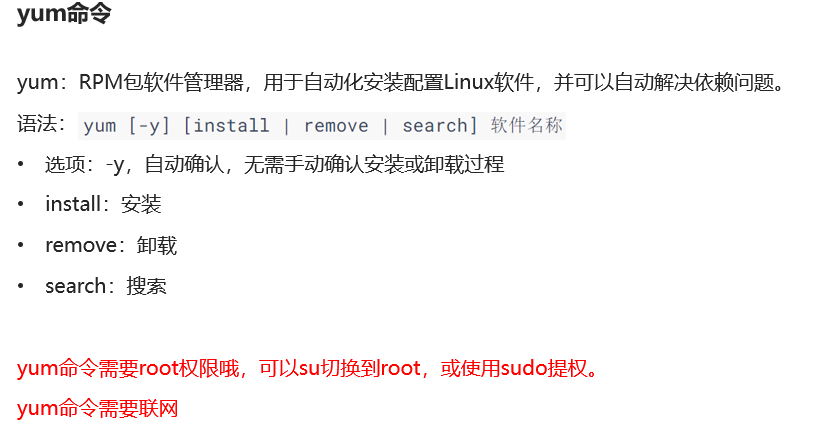 yum命令
yum：RPM包软件管理器，用于自动化安装配置Linux软件，并可以自动解决依赖问题。
语法：yum [-y] [install | remove | search] 软件名称
• 选项：-y，自动确认，无需手动确认安装或卸载过程
• install：安装
• remove：卸载
• search：搜索
yum命令需要root权限哦，可以su切换到root，或使用sudo提权。
yum命令需要联网